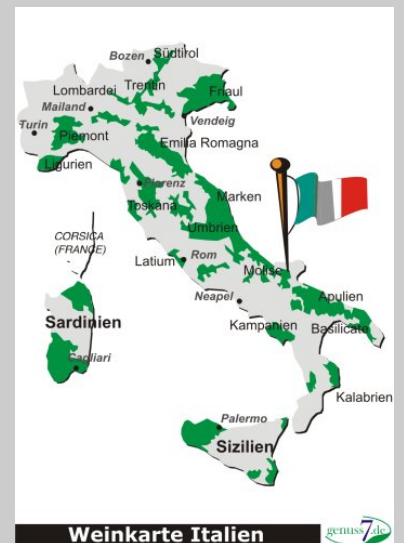 Bozen
Südtirol
Lombardei
Trentin
Friaul
Mailand
Vendeig
Turin
Piemont
Emilia Romagna
Ligurien
Florenz
Toskana
Marken
Umbrien
CORSICA
(FRANCE)
Latium
Rom
Molise
Neapel
Apulien
Sardinien
Kampanien
Basilicate
Cagliari
Kalabrien
Palermo
Sizilien
Weinkarte Italien
genuss7.de